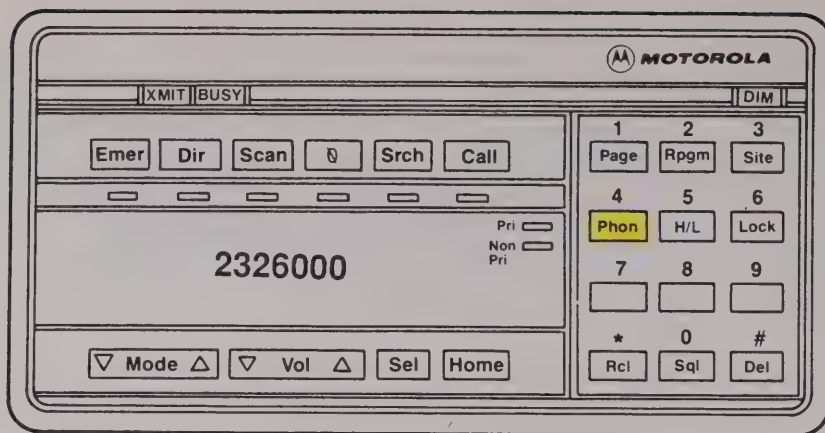 MOTOROLA
XMIT BUSY DIM
Emer Dir Scan Srch Call
1 2 3
Page Rpgm Site
4 5 6
Phon H/L Lock
Pri
Non
Pri
2326000
7 8 9
* 0 #
Rcl Sql Del
Mode Vol Sel Home